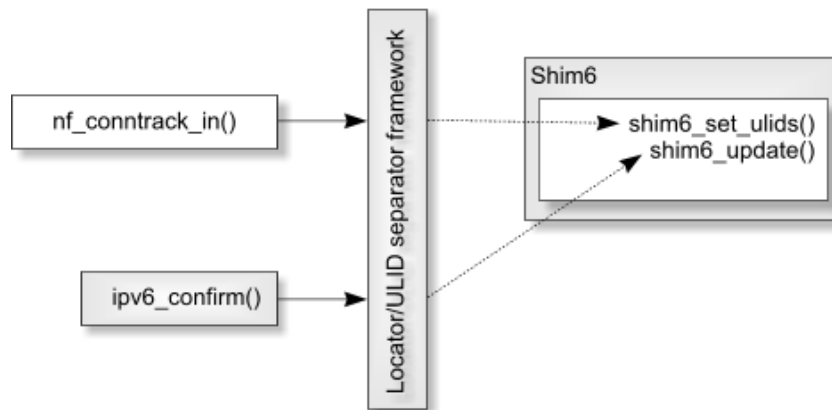 nf_conntrack_in()
ipv6_confirm()
Locator/ULID separator framework
Shim6
shim6_set_ulids()
shim6_update()